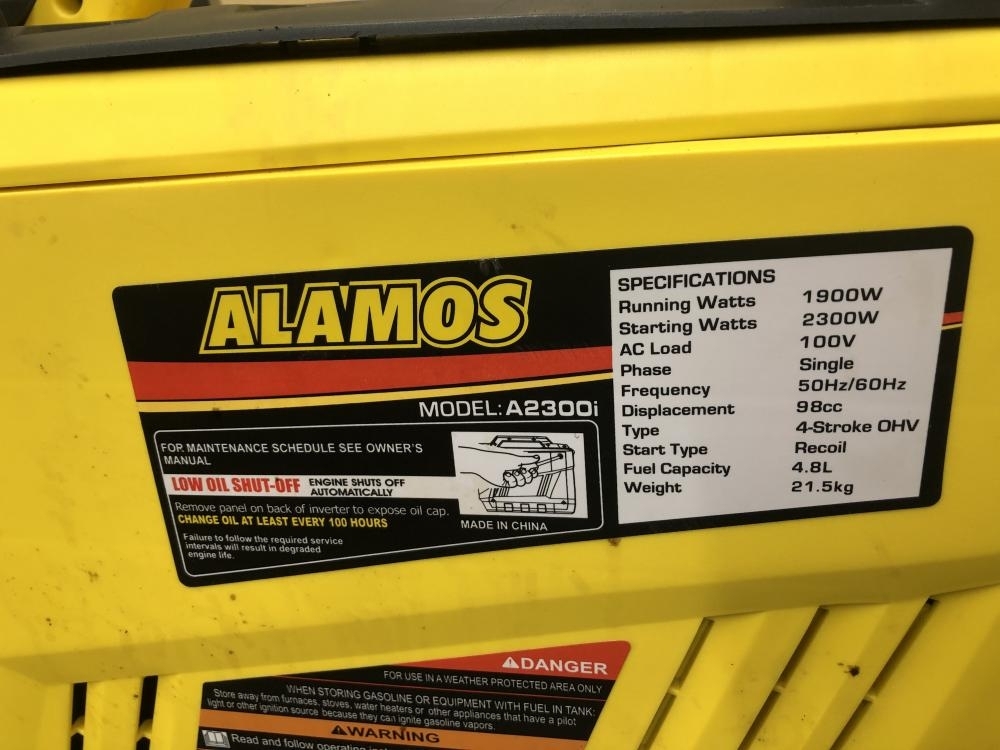 ALAMOS
MODEL: A2300i
FOR MAINTENANCE SCHEDULE SEE OWNER'S
MANUAL
LOW OIL SHUT-OFF ENGINE SHUTS OFF
AUTOMATICALLY
Remove panel on back of inverter to expose oil cap.
CHANGE OIL AT LEAST EVERY 100 HOURS
Failure to follow the required service
intervals will result in degraded
engine life.
MADE IN CHINA
SPECIFICATIONS
Running Watts 1900W
Starting Watts 2300W
AC Load 100V
Phase Single
Frequency 50Hz/60Hz
Displacement 98cc
Type 4-Stroke OHV
Start Type Recoil
Fuel Capacity 4.8L
Weight 21.5kg
DANGER
FOR USE IN A WEATHER PROTECTED AREA ONLY
WHEN STORING GASOLINE OR EQUIPMENT WITH FUEL IN TANK:
Store away from furnaces, stoves, water heaters or other appliances that have a pilot
light or other ignition source because they can ignite gasoline vapors.
WARNING
Read and follow